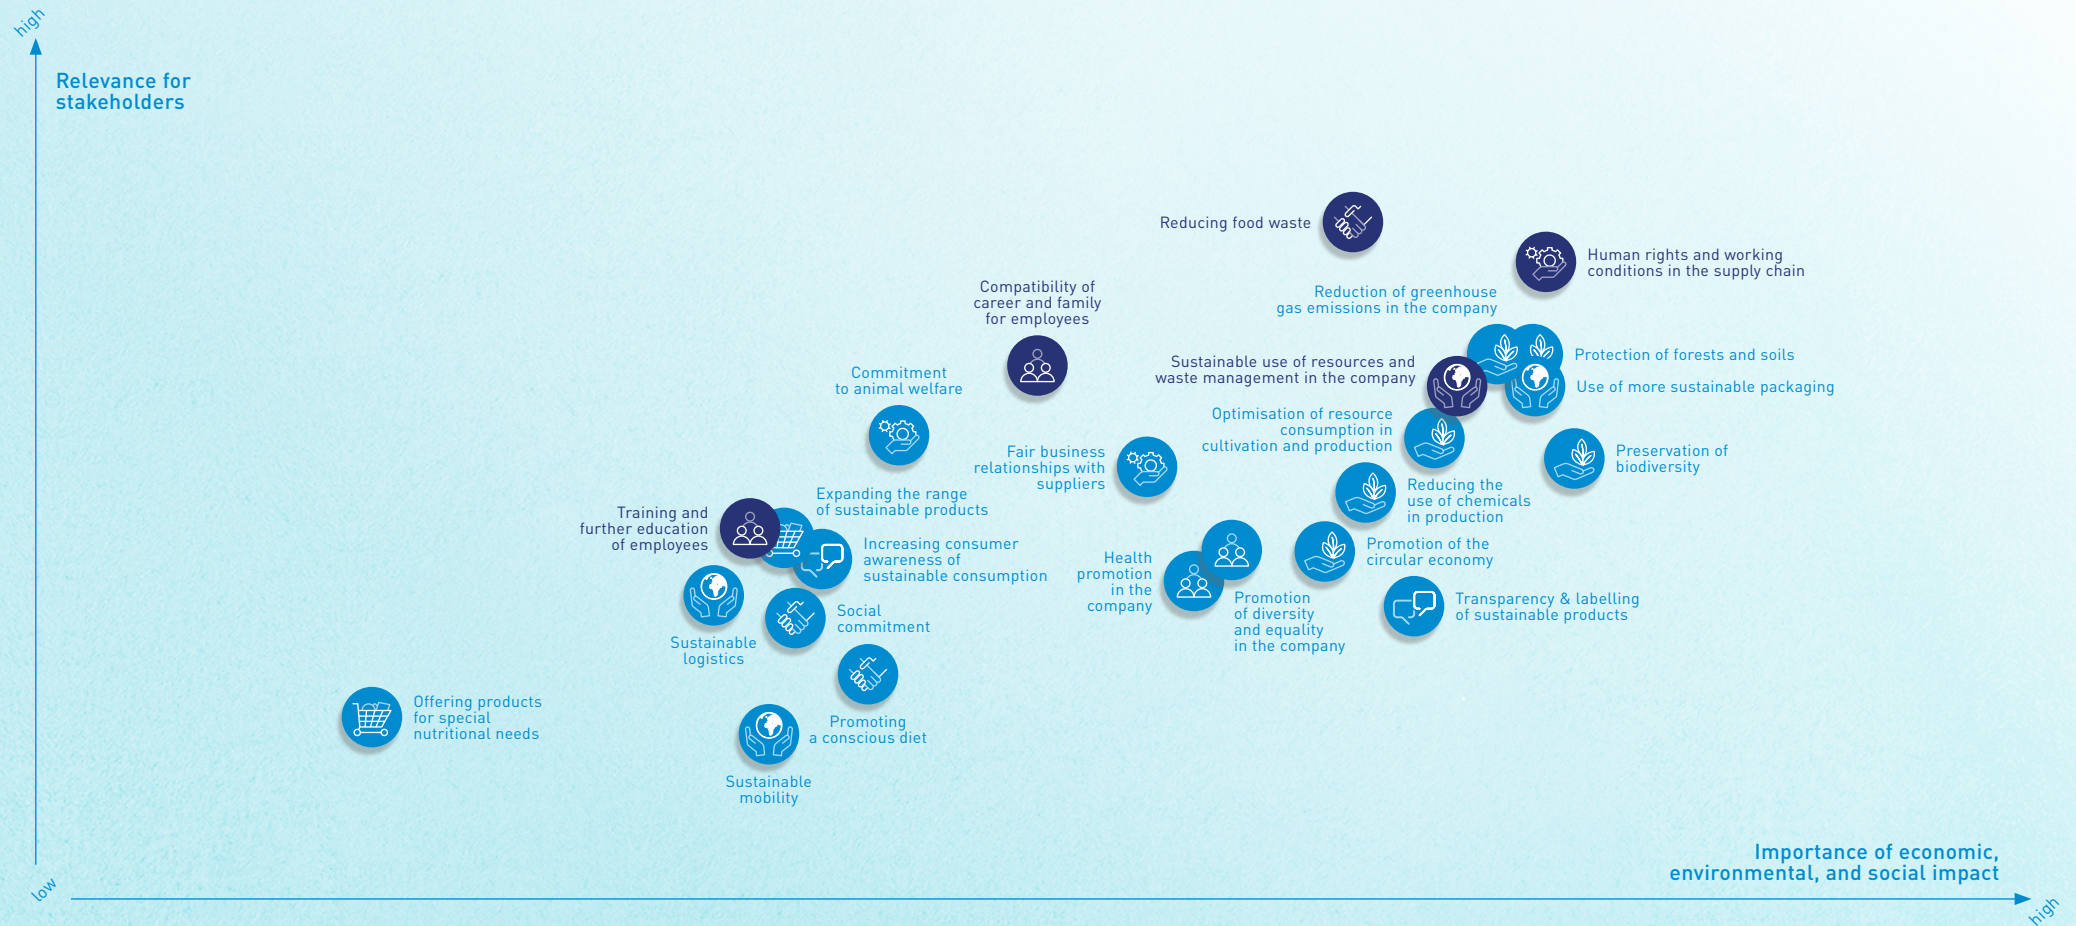 high
Relevance for
stakeholders
Reducing food waste
Human rights and working
conditions in the supply chain
Compatibility of
career and family
for employees
Reduction of greenhouse
gas emissions in the company
Protection of forests and soils
Sustainable use of resources and
waste management in the company
Use of more sustainable packaging
Commitment
to animal welfare
Optimisation of resource
consumption in
cultivation and production
Fair business
relationships with
suppliers
Preservation of
biodiversity
Reducing the
use of chemicals
in production
Expanding the range
of sustainable products
Training and
further education
of employees
Increasing consumer
awareness of
sustainable consumption
Health
promotion
in the
company
Promotion of the
circular economy
Promotion
of diversity
and equality
in the company
Transparency & labelling
of sustainable products
Social
commitment
Sustainable
logistics
Offering products
for special
nutritional needs
Promoting
a conscious diet
Sustainable
mobility
Importance of economic,
environmental, and social impact
low
high